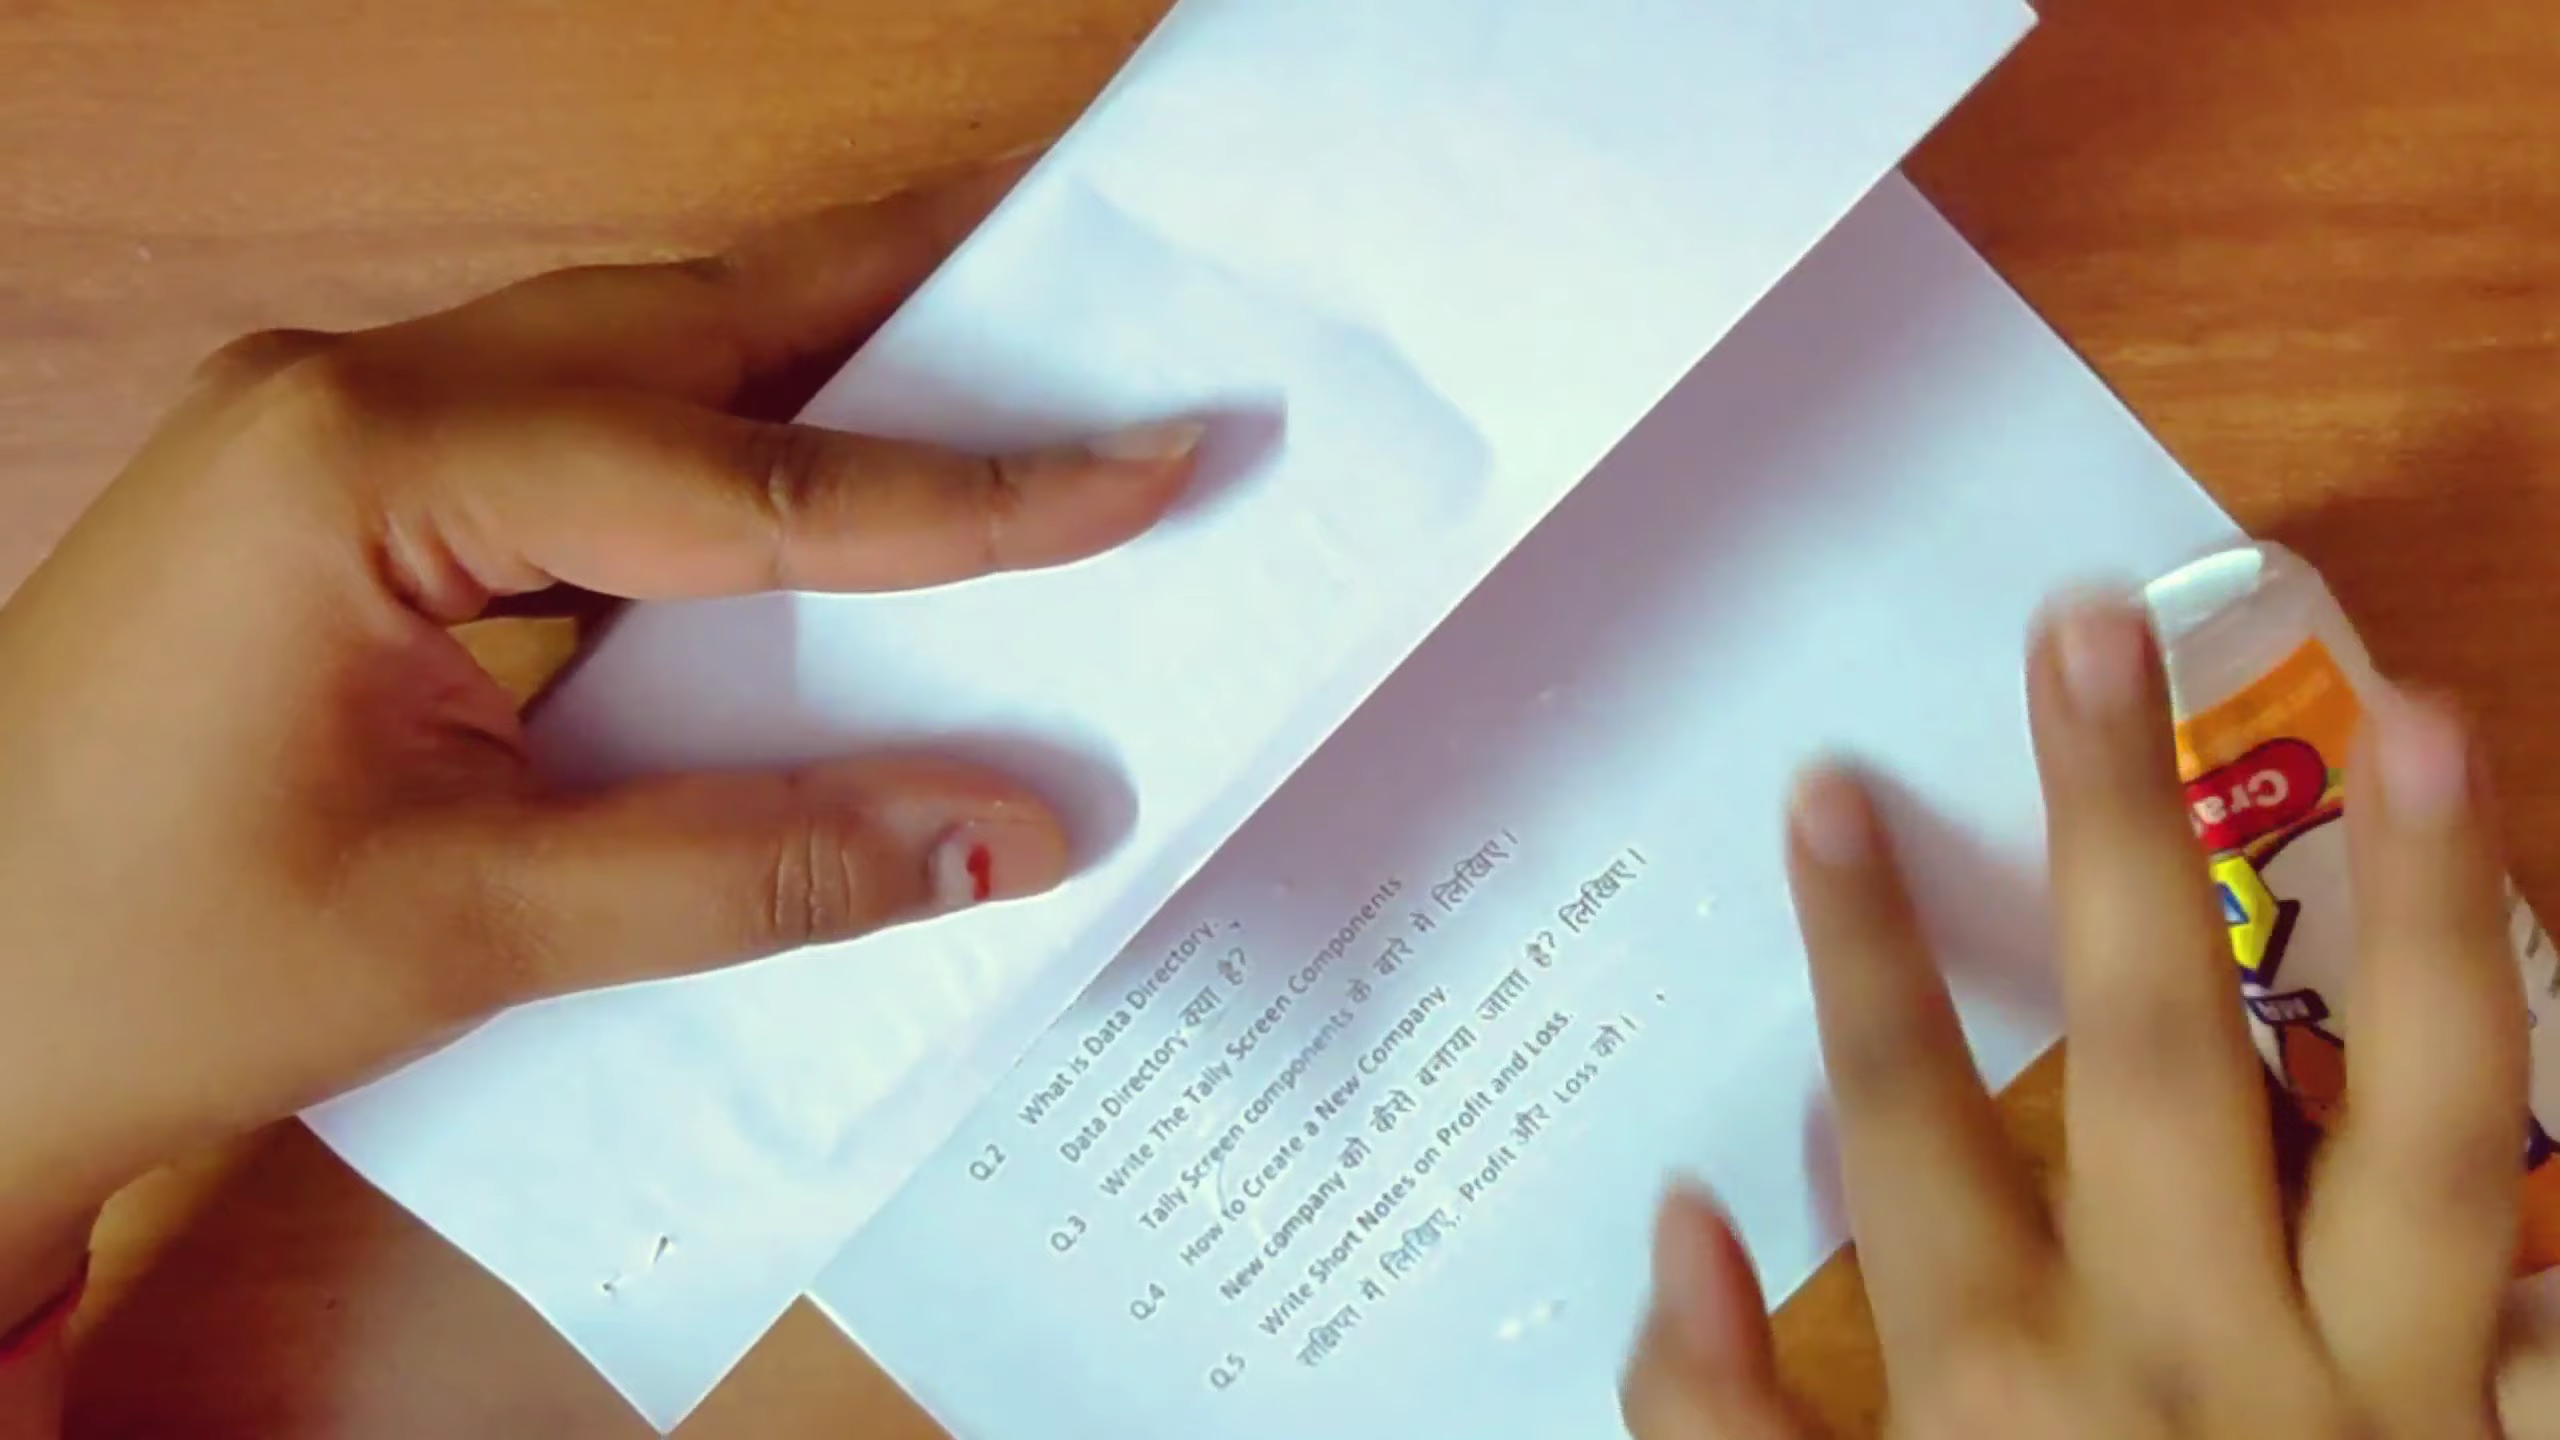 Q.2 What is Data Directory.
Data Directory क्या है?
Q.3 Write The Tally Screen Components
Tally Screen components के बारे में लिखिए।
Q.4 How to Create a New Company.
New company को कैसे बनाया जाता है? लिखिए।
Q.5 Write Short Notes on Profit and Loss.
संक्षिप्त में लिखिए, Profit और Loss को।